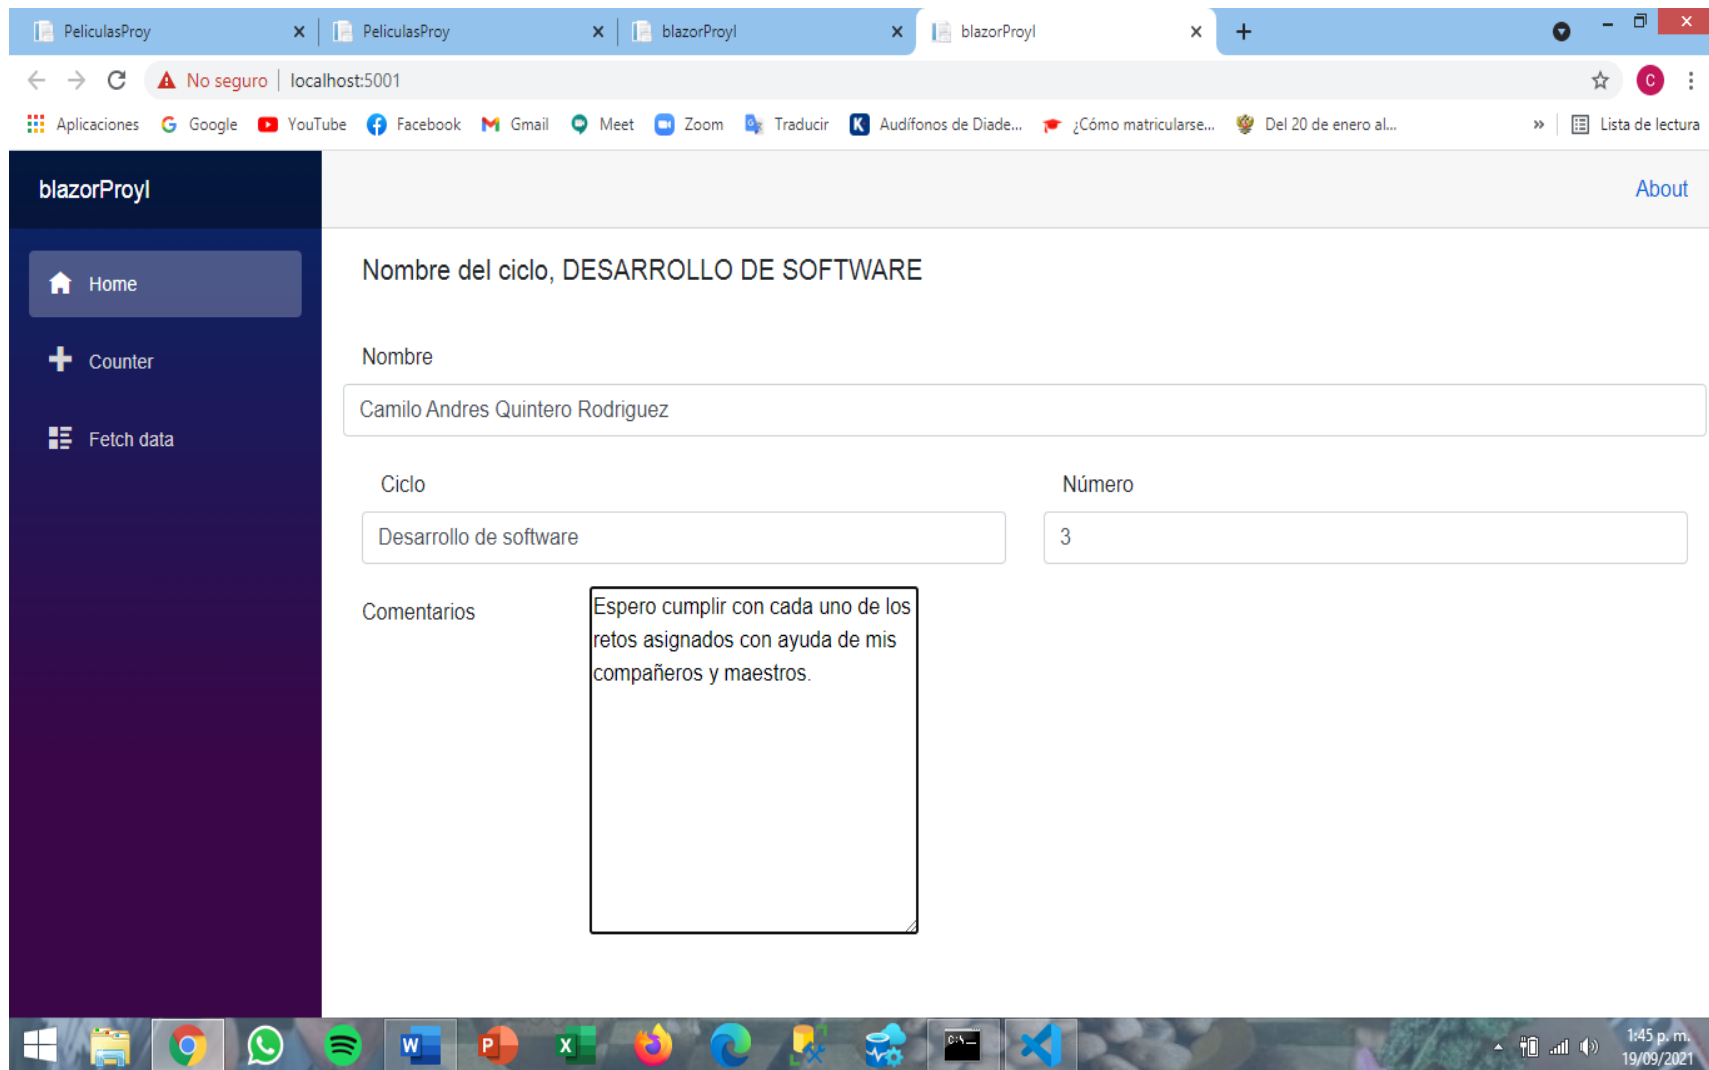 PeliculasProy
PeliculasProy
blazorProyI
blazorProyI
No seguro | localhost:5001
C
Aplicaciones Google YouTube Facebook Gmail Meet Zoom Traducir Audífonos de Diade... ¿Cómo matricularse... Del 20 de enero al... » Lista de lectura
blazorProyI
About
Home
Counter
Fetch data
Nombre del ciclo, DESARROLLO DE SOFTWARE
Nombre
Camilo Andres Quintero Rodriguez
Ciclo
Número
Desarrollo de software
3
Comentarios
Espero cumplir con cada uno de los
retos asignados con ayuda de mis
compañeros y maestros.
1:45 p. m.
19/09/2021